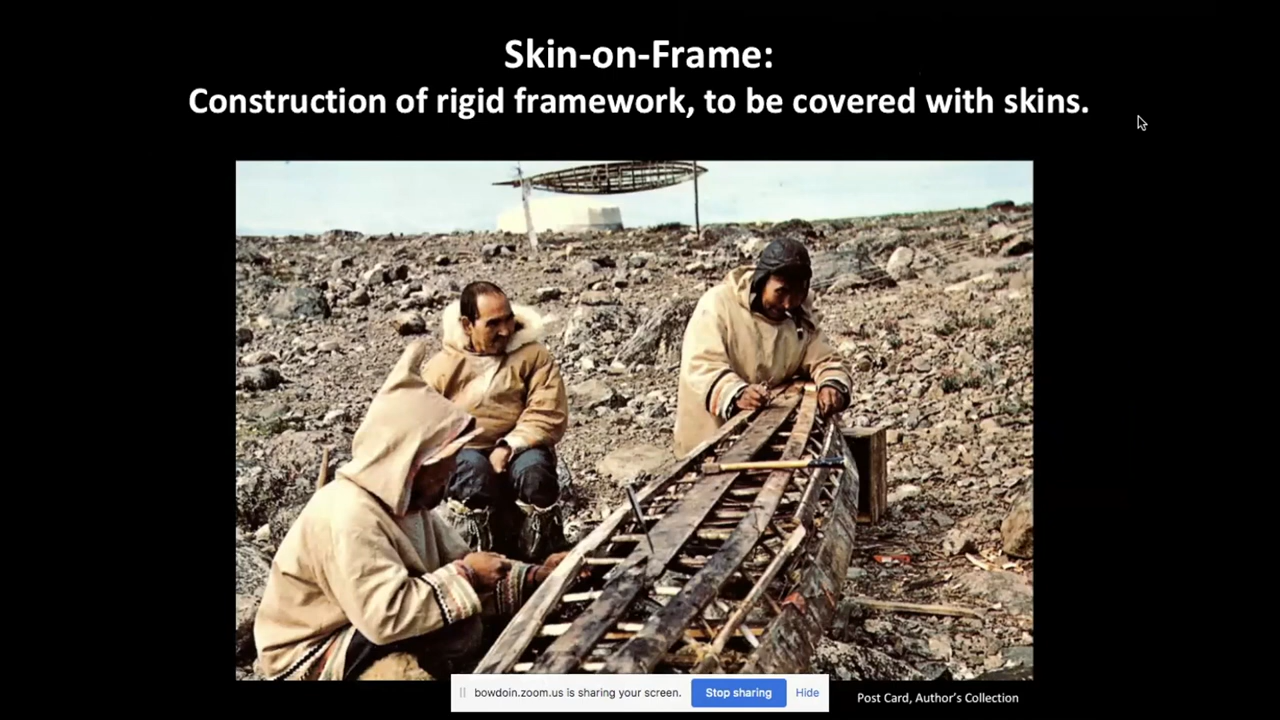 Skin-on-Frame:
Construction of rigid framework, to be covered with skins.
bowdoin.zoom.us is sharing your screen. Stop sharing Hide
Post Card, Author's Collection